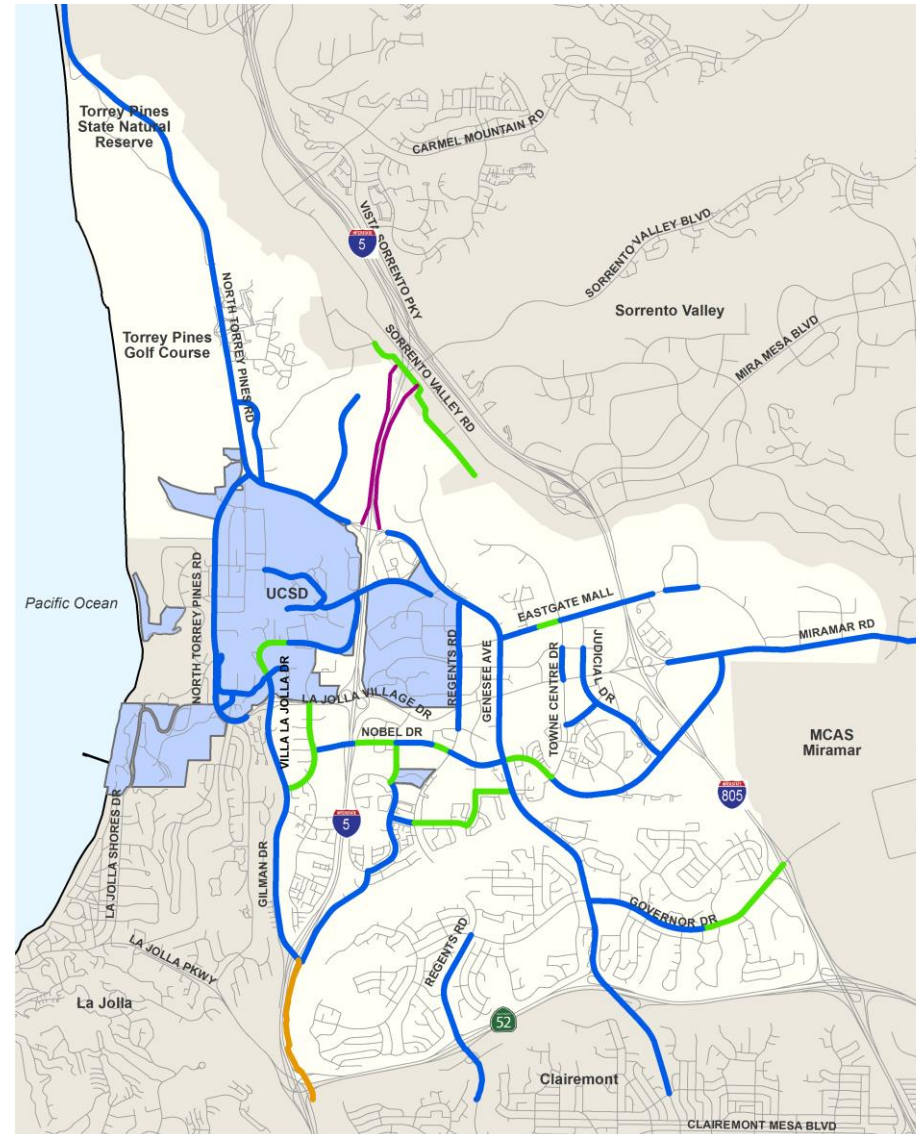 Torrey Pines
State Natural
Reserve
CARMEL MOUNTAIN RD
VISTA SORRENTO PKY
INTERSTATE
5
SORRENTO VALLEY BLVD
Sorrento Valley
NORTH TORREY PINES RD
Torrey Pines
Golf Course
SORRENTO VALLEY RD
MIRA MESA BLVD
Pacific Ocean
NORTH TORREY PINES RD
UCSD
REGENTS RD
GENESEE AVE
EASTGATE MALL
MIRAMAR RD
TOWNE CENTRE DR
JUDICIAL DR
VILLA LA JOLLA DR
LA JOLLA VILLAGE DR
NOBEL DR
MCAS
Miramar
INTERSTATE
805
INTERSTATE
5
LA JOLLA SHORES DR
GILMAN DR
GOVERNOR DR
REGENTS RD
LA JOLLA PKWY
La Jolla
52
Clairemont
CLAIREMONT MESA BLVD